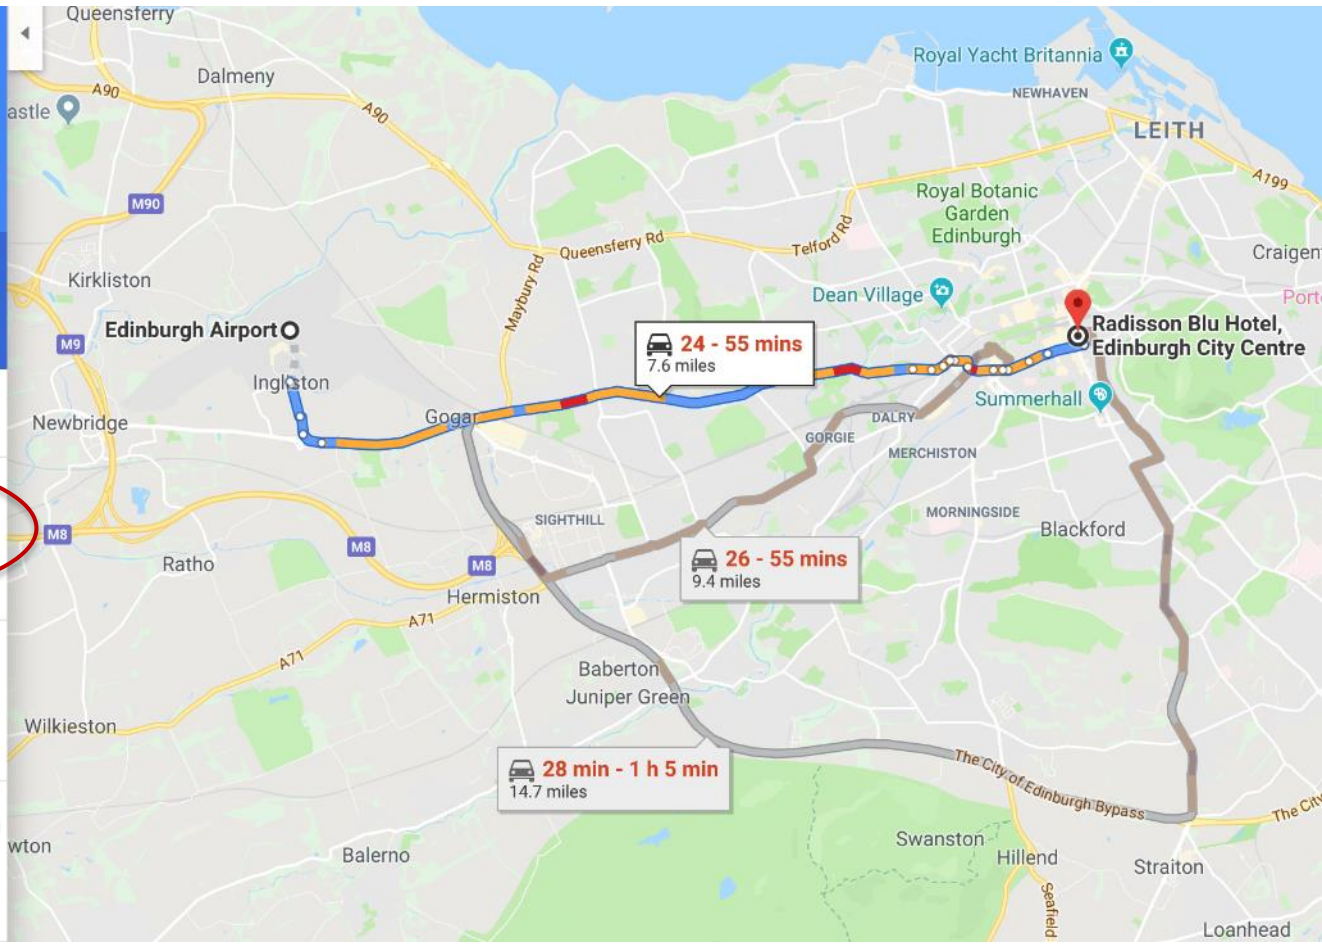 Queensferry
Royal Yacht Britannia
Dalmeny
A90
NEWHAVEN
astle
A90
LEITH
A199
M90
Royal Botanic
Garden
Edinburgh
Telford Rd
Queensferry Rd
Maybury Rd
Craigen
Kirkliston
Dean Village
Port
Edinburgh Airport
Radisson Blu Hotel,
Edinburgh City Centre
M9
24 - 55 mins
7.6 miles
Ingliston
Summerhall
Newbridge
Gogar
DALRY
GORGIE
MERCHISTON
SIGHTHILL
MORNINGSIDE
Blackford
M8
M8
M8
Ratho
26 - 55 mins
9.4 miles
Hermiston
A71
A71
Baberton
Juniper Green
Wilkieston
28 min - 1 h 5 min
14.7 miles
The City of Edinburgh Bypass
The City
wton
Balerno
Swanston
Hillend
Straiton
Seafield
Loanhead